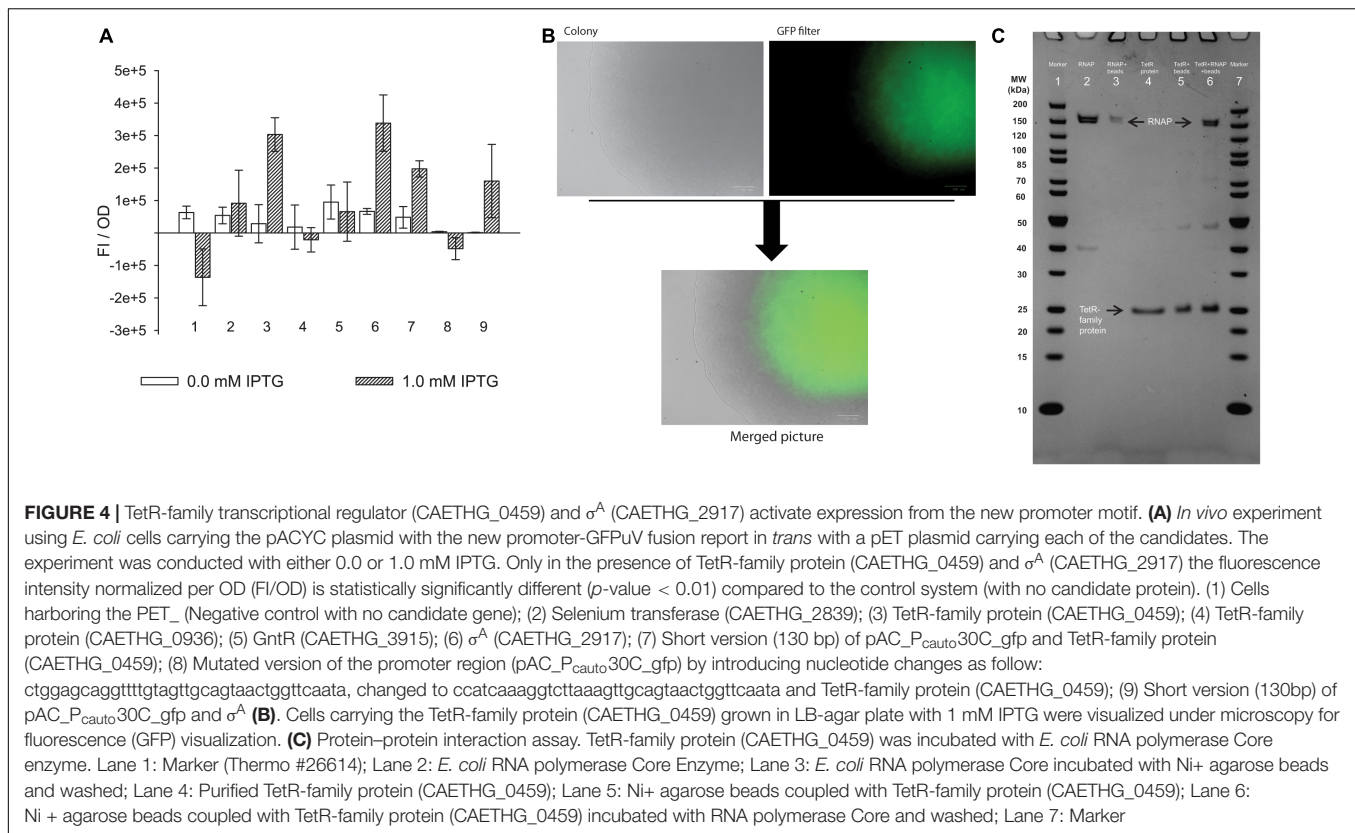 A
5e+5
4e+5
3e+5
2e+5
1e+5
-1e+5
-2e+5
-3e+5
FI / OD
1 2 3 4 5 6 7 8 9
0.0 mM IPTG 1.0 mM IPTG
B
Colony GFP filter
Merged picture
C
MW
(kDa)
Marker RNAP RNAP+ beads TetR protein TetR+ beads TetR+RNAP +beads Marker
1 2 3 4 5 6 7
200
150
120
100
85
70
60
50
40
30
25
20
15
10
RNAP
TetR-
family
protein
FIGURE 4 | TetR-family transcriptional regulator (CAETHG_0459) and σA (CAETHG_2917) activate expression from the new promoter motif. (A) In vivo experiment
using E. coli cells carrying the pACYC plasmid with the new promoter-GFPuV fusion report in trans with a pET plasmid carrying each of the candidates. The
experiment was conducted with either 0.0 or 1.0 mM IPTG. Only in the presence of TetR-family protein (CAETHG_0459) and σA (CAETHG_2917) the fluorescence
intensity normalized per OD (FI/OD) is statistically significantly different (p-value < 0.01) compared to the control system (with no candidate protein). (1) Cells
harboring the PET_ (Negative control with no candidate gene); (2) Selenium transferase (CAETHG_2839); (3) TetR-family protein (CAETHG_0459); (4) TetR-family
protein (CAETHG_0936); (5) GntR (CAETHG_3915); (6) σA (CAETHG_2917); (7) Short version (130 bp) of pAC_Pcauto30C_gfp and TetR-family protein
(CAETHG_0459); (8) Mutated version of the promoter region (pAC_Pcauto30C_gfp) by introducing nucleotide changes as follow:
ctggagcaggttttgtagttgcagtaactggttcaata, changed to ccatcaaaggtcttaaagttgcagtaactggttcaata and TetR-family protein (CAETHG_0459); (9) Short version (130bp) of
pAC_Pcauto30C_gfp and σA (B). Cells carrying the TetR-family protein (CAETHG_0459) grown in LB-agar plate with 1 mM IPTG were visualized under microscopy for
fluorescence (GFP) visualization. (C) Protein–protein interaction assay. TetR-family protein (CAETHG_0459) was incubated with E. coli RNA polymerase Core
enzyme. Lane 1: Marker (Thermo #26614); Lane 2: E. coli RNA polymerase Core Enzyme; Lane 3: E. coli RNA polymerase Core incubated with Ni+ agarose beads
and washed; Lane 4: Purified TetR-family protein (CAETHG_0459); Lane 5: Ni+ agarose beads coupled with TetR-family protein (CAETHG_0459); Lane 6:
Ni + agarose beads coupled with TetR-family protein (CAETHG_0459) incubated with RNA polymerase Core and washed; Lane 7: Marker